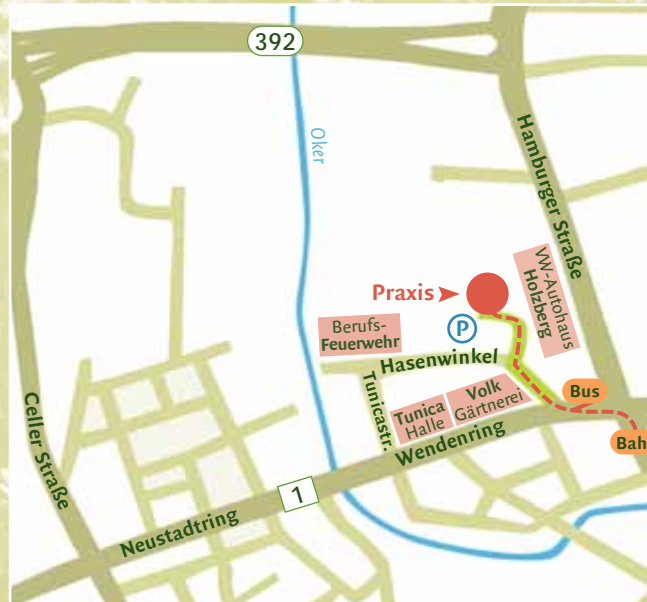 392
Oker
Hamburger Straße
VW-Autohaus
Holzberg
Praxis
P
Berufs-
Feuerwehr
Hasenwinkel
Tunicastr.
Volk
Gärtnerei
Tunica
Halle
Bus
Bah
Wendenring
Celler Straße
1
Neustadtring